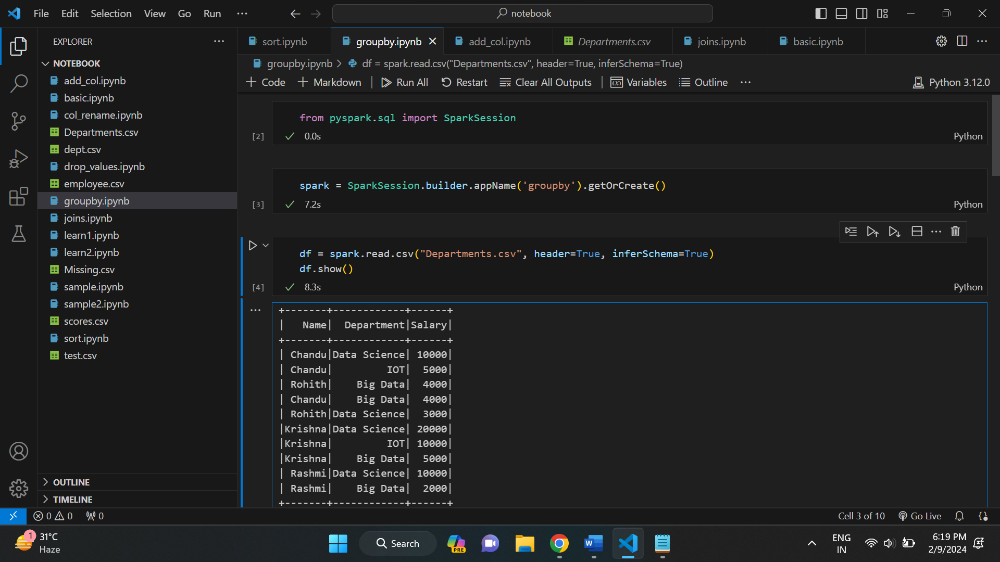 File Edit Selection View Go Run ··· notebook
EXPLORER ···
NOTEBOOK
add_col.ipynb
basic.ipynb
col_rename.ipynb
Departments.csv
dept.csv
drop_values.ipynb
employee.csv
groupby.ipynb
joins.ipynb
learn1.ipynb
learn2.ipynb
Missing.csv
sample.ipynb
sample2.ipynb
scores.csv
sort.ipynb
test.csv
OUTLINE
TIMELINE
sort.ipynb groupby.ipynb add_col.ipynb Departments.csv joins.ipynb basic.ipynb
groupby.ipynb > df = spark.read.csv("Departments.csv", header=True, inferSchema=True)
+ Code + Markdown | Run All Restart Clear All Outputs | Variables Outline ··· Python 3.12.0
from pyspark.sql import SparkSession
[2] 0.0s Python
spark = SparkSession.builder.appName('groupby').getOrCreate()
[3] 7.2s Python
df = spark.read.csv("Departments.csv", header=True, inferSchema=True)
df.show()
[4] 8.3s Python
+-------+------------+------+
|   Name|  Department|Salary|
+-------+------------+------+
| Chandu|Data Science| 10000|
| Chandu|         IOT|  5000|
| Rohith|    Big Data|  4000|
| Chandu|    Big Data|  4000|
| Rohith|Data Science|  3000|
|Krishna|Data Science| 20000|
|Krishna|         IOT| 10000|
|Krishna|    Big Data|  5000|
| Rashmi|Data Science| 10000|
| Rashmi|    Big Data|  2000|
+-------+------------+------+
0 0 0 Cell 3 of 10 Go Live
1 31°C
Haze
Search
PRE
W
ENG
IN
6:19 PM
2/9/2024